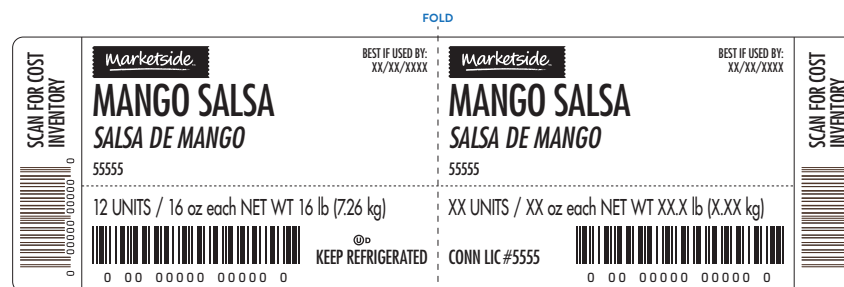 FOLD
SCAN FOR COST
INVENTORY
0 00000 00000 0
Marketside™
BEST IF USED BY:
XX/XX/XXXX
MANGO SALSA
SALSA DE MANGO
55555
12 UNITS / 16 oz each NET WT 16 lb (7.26 kg)
0 00 00000 00000 0
UD
KEEP REFRIGERATED
Marketside™
BEST IF USED BY:
XX/XX/XXXX
MANGO SALSA
SALSA DE MANGO
55555
XX UNITS / XX oz each NET WT XX.X lb (X.XX kg)
CONN LIC #5555
0 00 00000 00000 0
SCAN FOR COST
INVENTORY